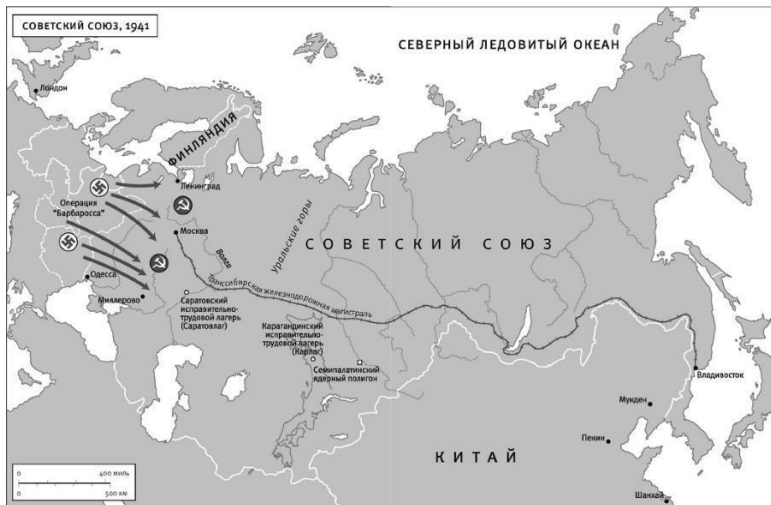 СОВЕТСКИЙ СОЮЗ, 1941
СЕВЕРНЫЙ ЛЕДОВИТЫЙ ОКЕАН
Лондон
ФИНЛЯНДИЯ
Ленинград
Операция
"Барбаросса"
Москва
Волга
Уральские горы
СОВЕТСКИЙ СОЮЗ
Одесса
Миллерово
Транссибирская железнодорожная магистраль
Саратовский
исправительно-
трудовой лагерь
(Саратовлаг)
Карагандинский
исправительно-
трудовой лагерь
(Карлаг)
Семипалатинский
ядерный полигон
Владивосток
Мукден
Пекин
КИТАЙ
Шанхай
0 400 миль
0 500 км